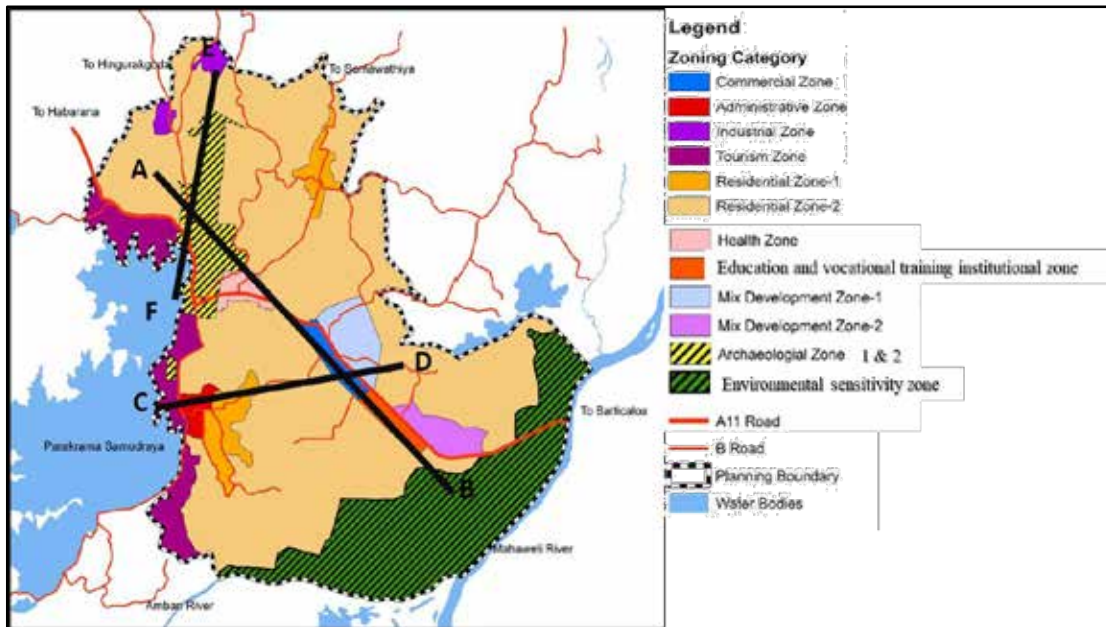 E
To Hingurakgoda
To Somawathiya
To Habarana
A
F
D
C
To Barticaloa
Parakrama Samudraya
B
Mahaweli River
Amban River
Legend
Zoning Category
Commercial Zone
Administrative Zone
Industrial Zone
Tourism Zone
Residential Zone-1
Residential Zone-2
Health Zone
Education and vocational training institutional zone
Mix Development Zone-1
Mix Development Zone-2
Archaeologial Zone 1 & 2
Environmental sensitivity zone
A11 Road
B Road
Planning Boundary
Water Bodies